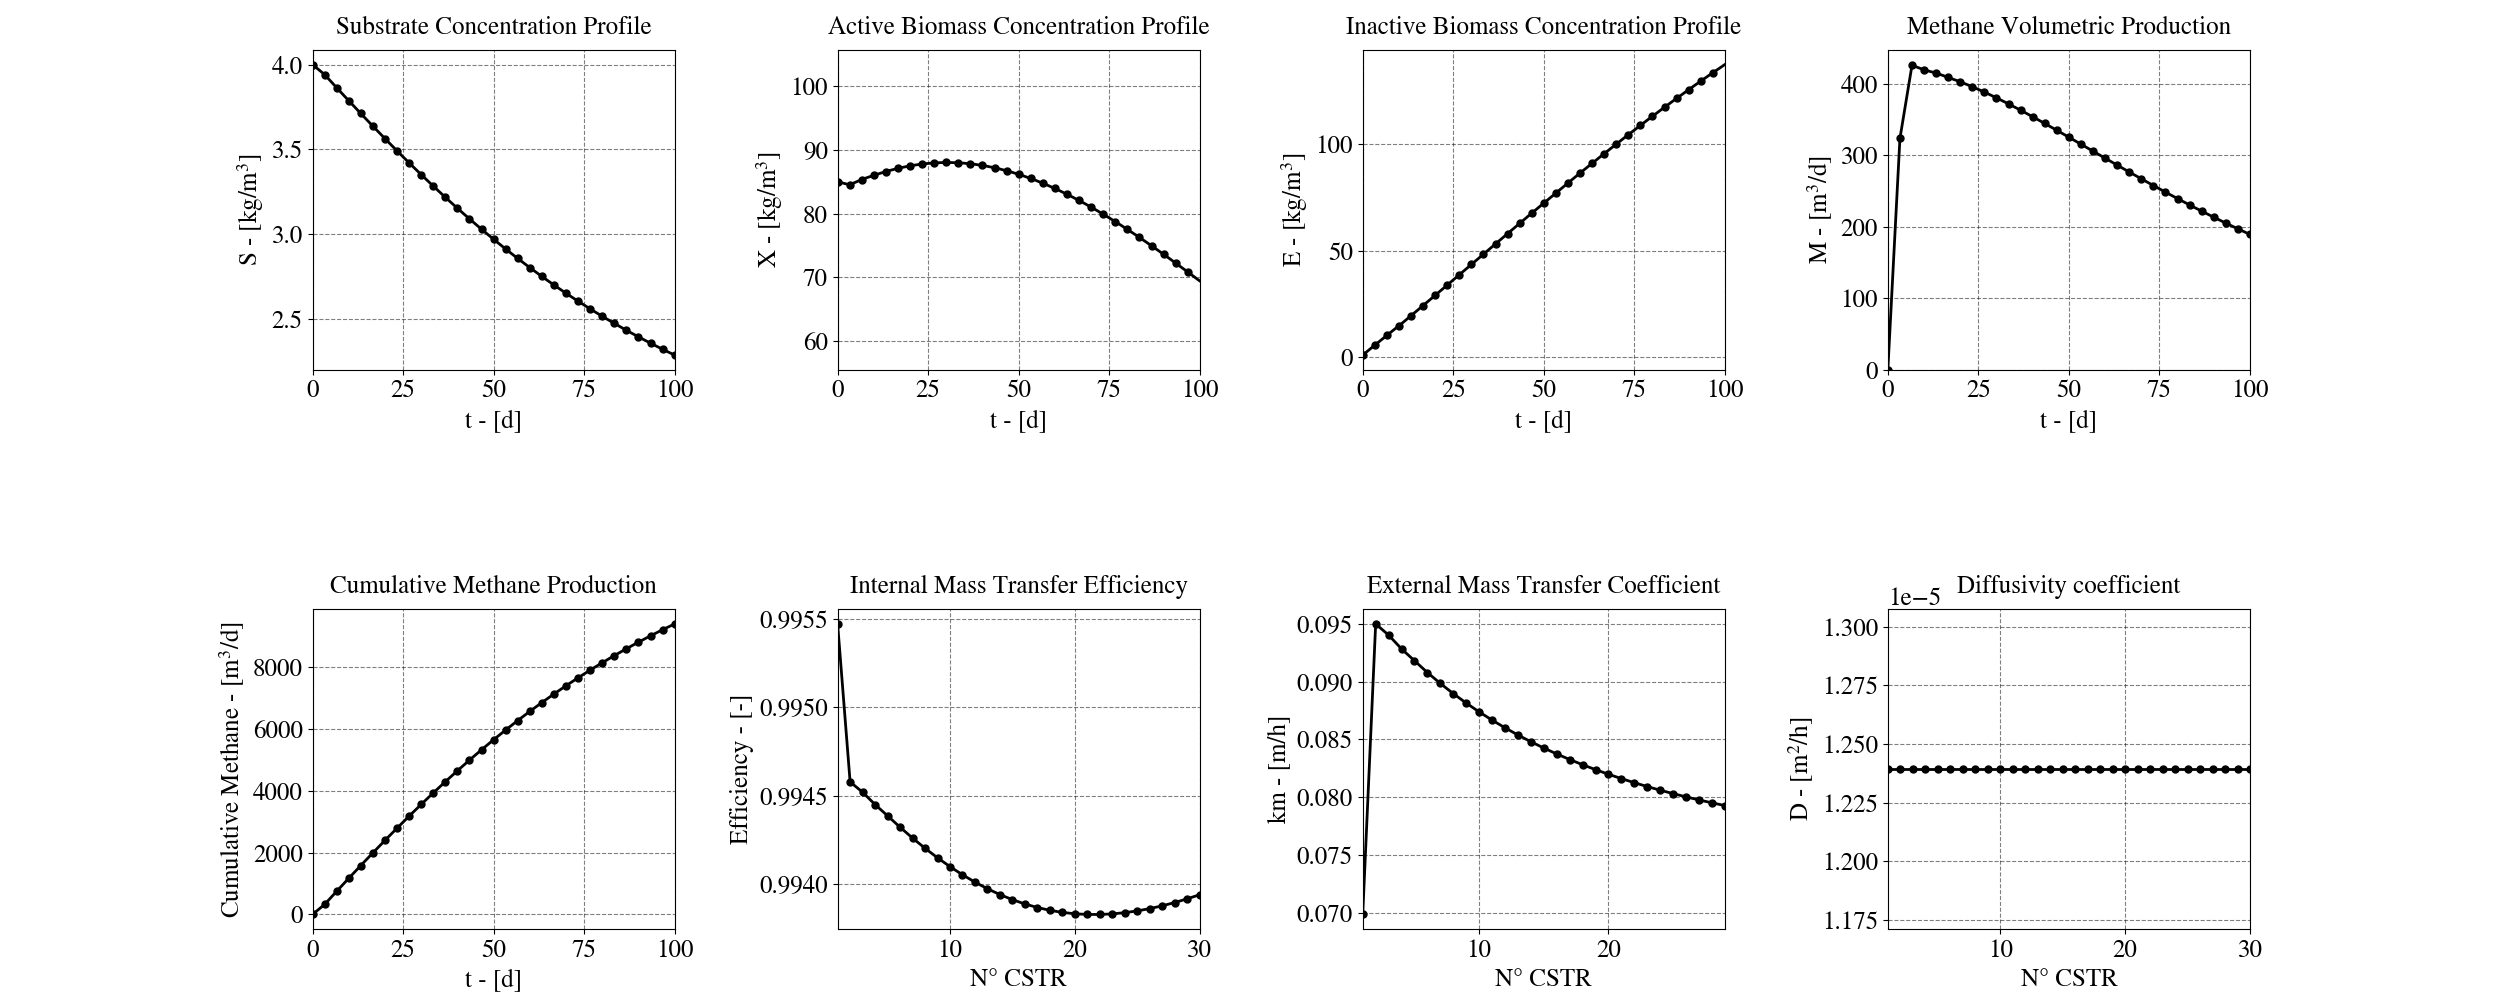 Substrate Concentration Profile
4.0
3.5
3.0
2.5
S - [kg/m³]
0 25 50 75 100
t - [d]
Active Biomass Concentration Profile
100
90
80
70
60
X - [kg/m³]
0 25 50 75 100
t - [d]
Inactive Biomass Concentration Profile
100
50
0
E - [kg/m³]
0 25 50 75 100
t - [d]
Methane Volumetric Production
400
300
200
100
0
M - [m³/d]
0 25 50 75 100
t - [d]
Cumulative Methane Production
8000
6000
4000
2000
0
Cumulative Methane - [m³/d]
0 25 50 75 100
t - [d]
Internal Mass Transfer Efficiency
0.9955
0.9950
0.9945
0.9940
Efficiency - [-]
10 20 30
N° CSTR
External Mass Transfer Coefficient
0.095
0.090
0.085
0.080
0.075
0.070
km - [m/h]
10 20
N° CSTR
Diffusivity coefficient
1e−5
1.300
1.275
1.250
1.225
1.200
1.175
D - [m²/h]
10 20 30
N° CSTR